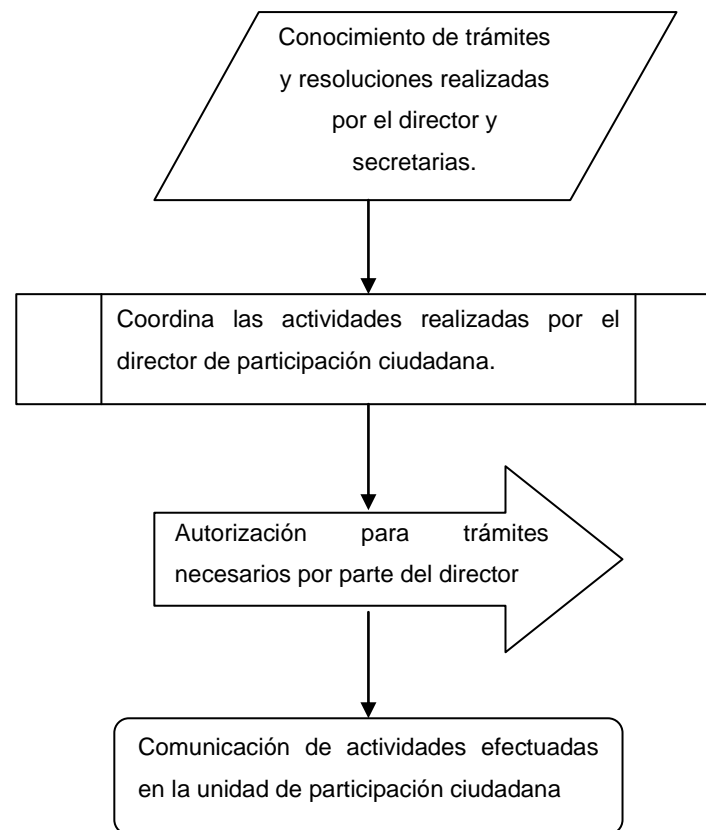 Conocimiento de trámites
y resoluciones realizadas
por el director y
secretarias.
Coordina las actividades realizadas por el
director de participación ciudadana.
Autorización para trámites
necesarios por parte del director
Comunicación de actividades efectuadas
en la unidad de participación ciudadana